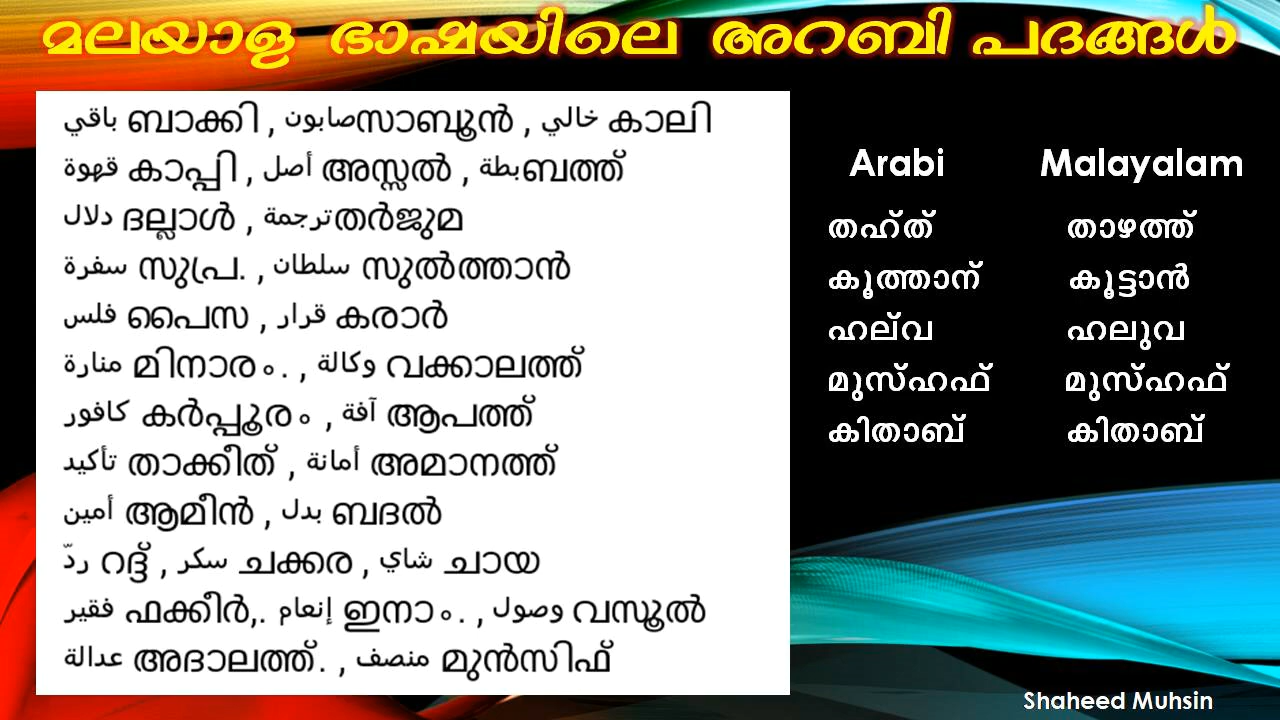 മലയാള ഭാഷയിലെ അറബി പദങ്ങൾ
باقي ബാക്കി , صابونസാബൂൻ , خالي കാലി
قهوة കാപ്പി , أصل അസ്സൽ , بطةബത്ത്
دلال ദല്ലാൾ , ترجمةതർജുമ
سفرة സുപ്ര. , سلطان സുൽത്താൻ
فلس പൈസ , قرار കരാർ
منارة മിനാരം. , وكالة വക്കാലത്ത്
كافور കർപ്പൂരം , آفة ആപത്ത്
تأكيد താക്കീത് , أمانة അമാനത്ത്
أمين ആമീൻ , بدل ബദൽ
ردّ റദ്ദ് , سكر ചക്കര , شاي ചായ
فقير ഫക്കീർ,. إنعام ഇനാം. , وصول വസൂൽ
عدالة അദാലത്ത്. , منصف മുൻസിഫ്
Arabi Malayalam
തഹ്ത് താഴത്ത്
കൂത്താന് കൂട്ടാൻ
ഹല്വ ഹലുവ
മുസ്ഹഫ് മുസ്ഹഫ്
കിതാബ് കിതാബ്
Shaheed Muhsin